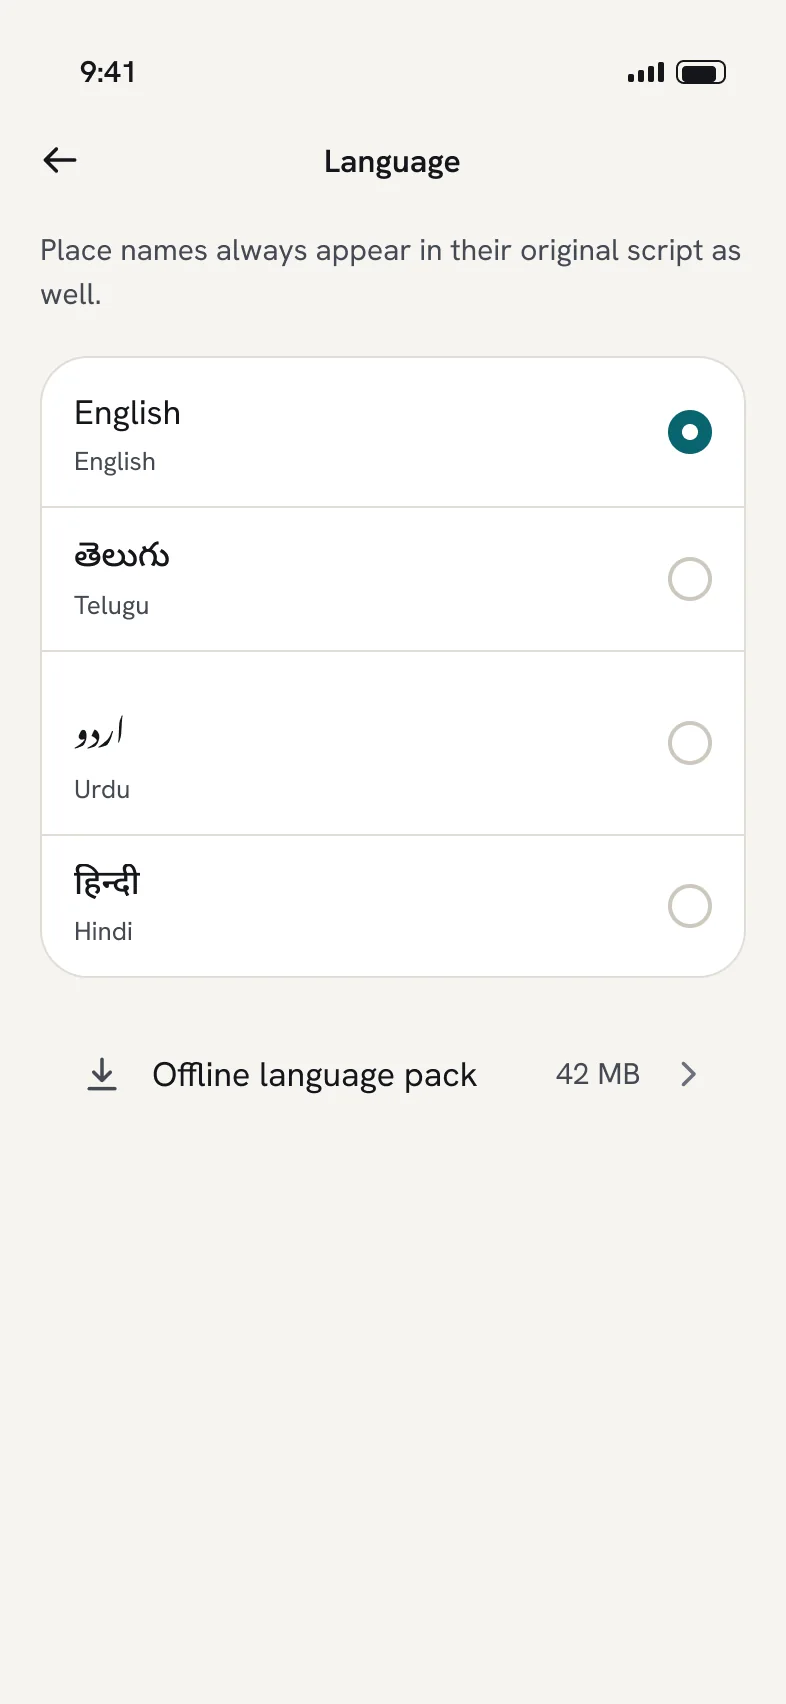 9:41
Language
Place names always appear in their original script as
well.
English
English
తెలుగు
Telugu
اردو
Urdu
हिन्दी
Hindi
Offline language pack 42 MB